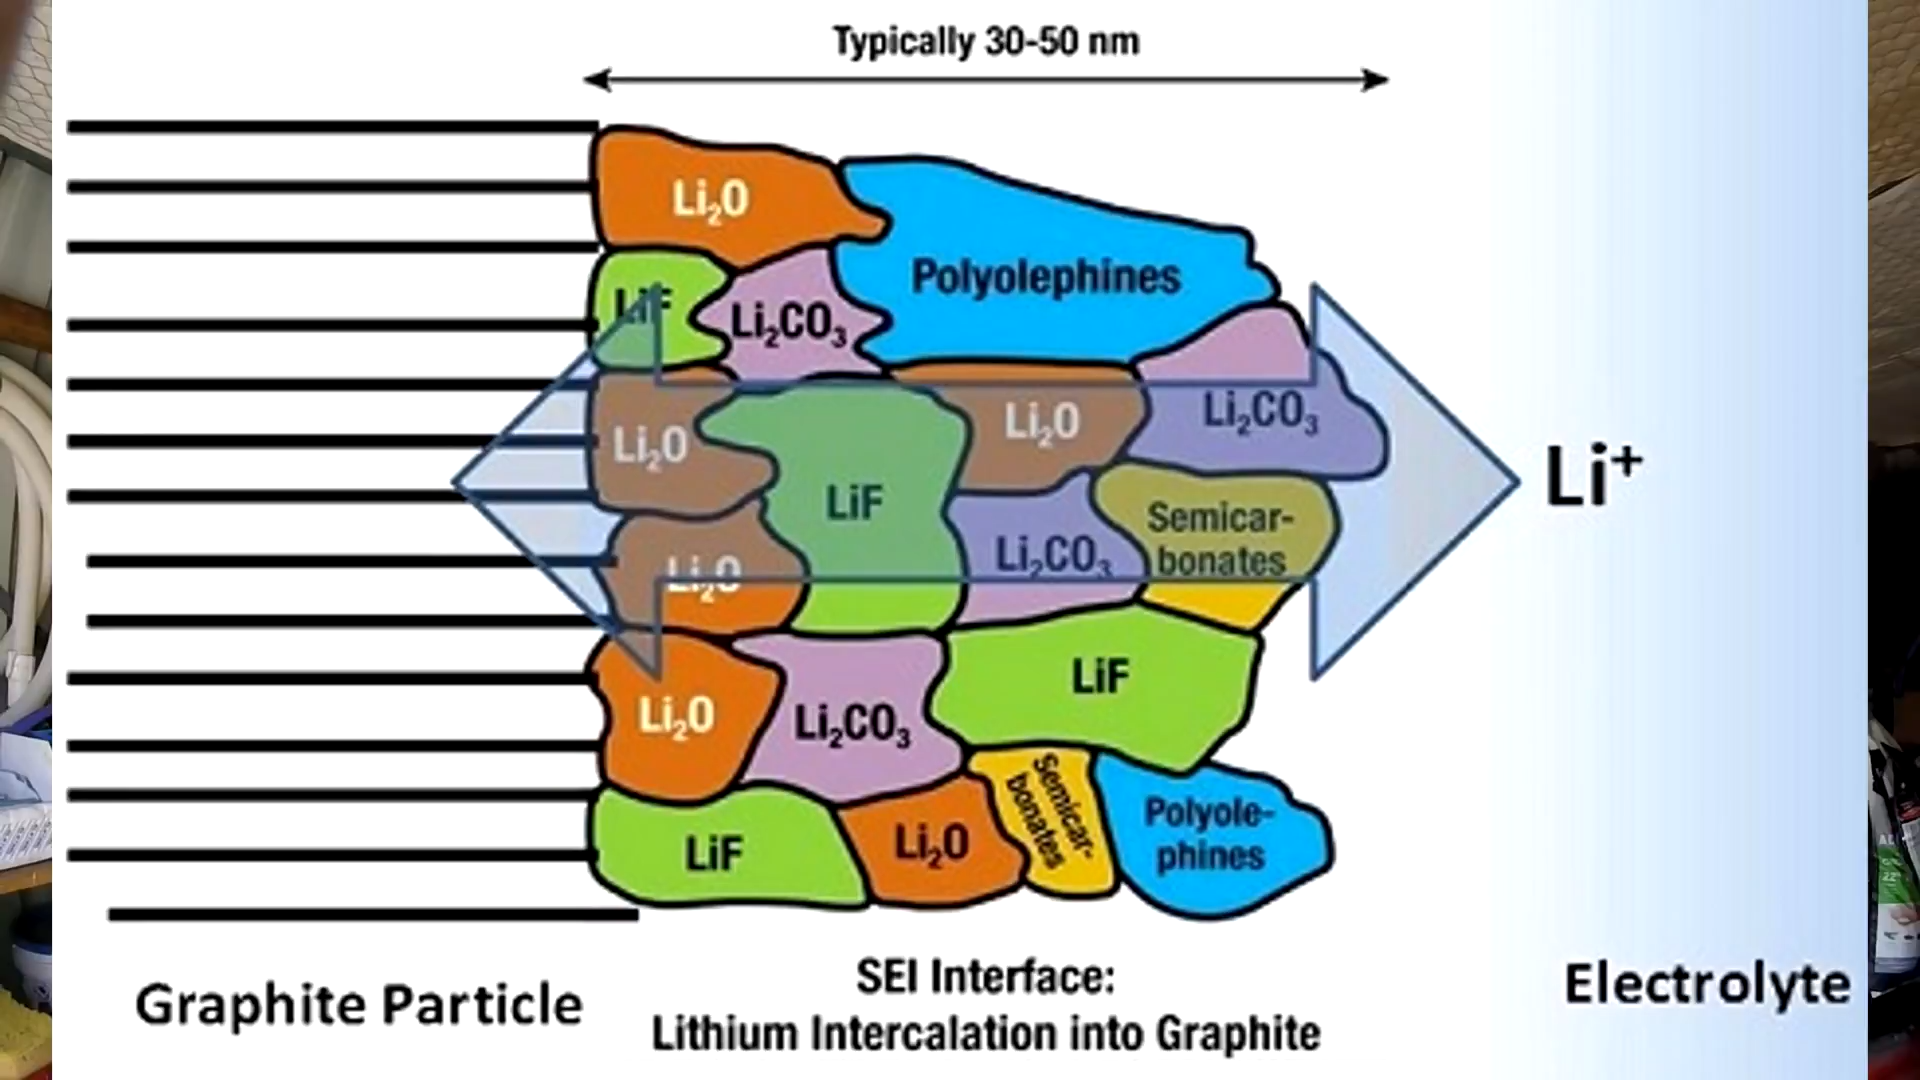 Typically 30-50 nm
Li₂O
Polyolephines
LiF
Li₂CO₃
Li₂O
Li₂O
Li₂CO₃
LiF
Semicar-
bonates
Li₂CO₃
Li₂O
LiF
Li₂O
Li₂CO₃
Semicar-
bonates
Polyole-
phines
LiF
Li₂O
Li⁺
Graphite Particle
SEI Interface:
Lithium Intercalation into Graphite
Electrolyte